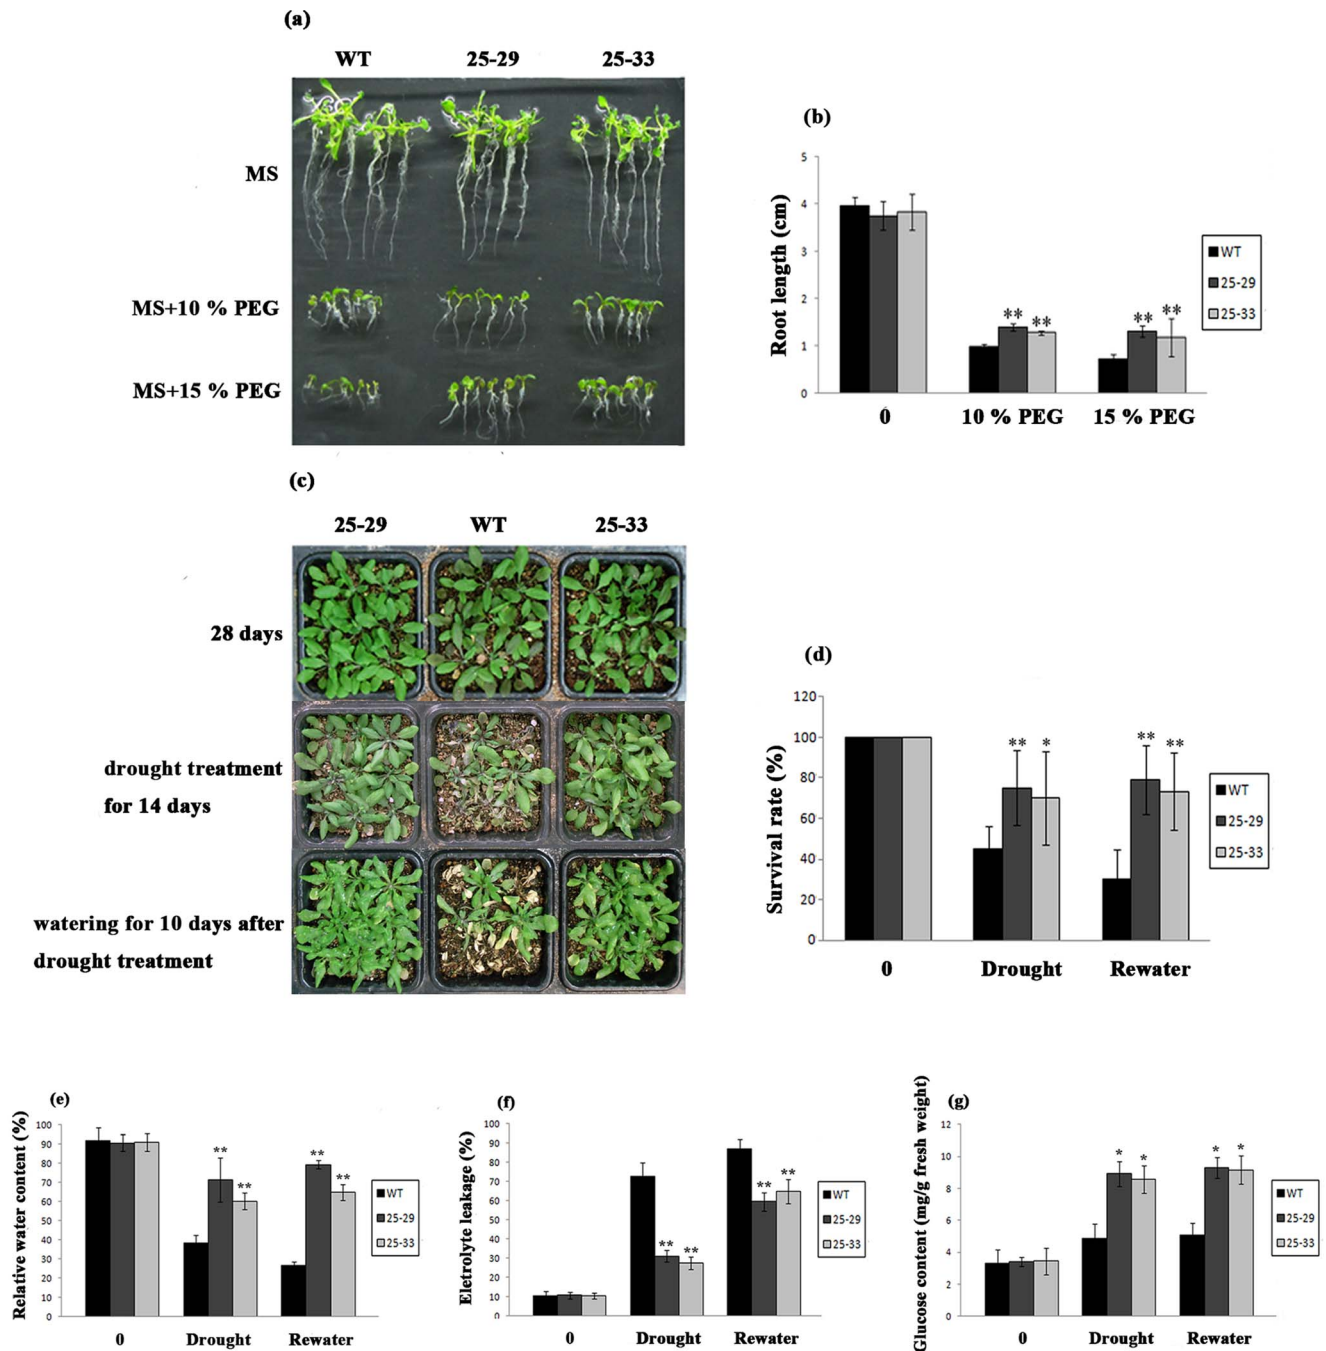 (a)
WT 25-29 25-33
MS
MS+10 % PEG
MS+15 % PEG
(b)
Root length (cm)
5
4
3
2
1
0
** **
** **
0 10 % PEG 15 % PEG
WT
25-29
25-33
(c)
25-29 WT 25-33
28 days
drought treatment
for 14 days
watering for 10 days after
drought treatment
(d)
Survival rate (%)
120
100
80
60
40
20
0
** *
** **
0 Drought Rewater
WT
25-29
25-33
(e)
Relative water content (%)
100
90
80
70
60
50
40
30
20
10
0
** **
** **
0 Drought Rewater
WT
25-29
25-33
(f)
Eletrolyte leakage (%)
100
90
80
70
60
50
40
30
20
10
0
** **
** **
0 Drought Rewater
WT
25-29
25-33
(g)
Glucose content (mg/g fresh weight)
12
10
8
6
4
2
0
* *
* *
0 Drought Rewater
WT
25-29
25-33